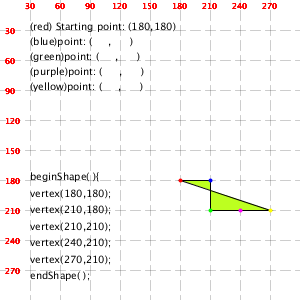 30 60 90 120 150 180 210 240 270
30
60
90
120
150
180
210
240
270
(red) Starting point: (180,180)
(blue)point: ( , )
(green)point: ( , )
(purple)point: ( , )
(yellow)point: ( , )
beginShape(){
vertex(180,180);
vertex(210,180);
vertex(210,210);
vertex(240,210);
vertex(270,210);
endShape();